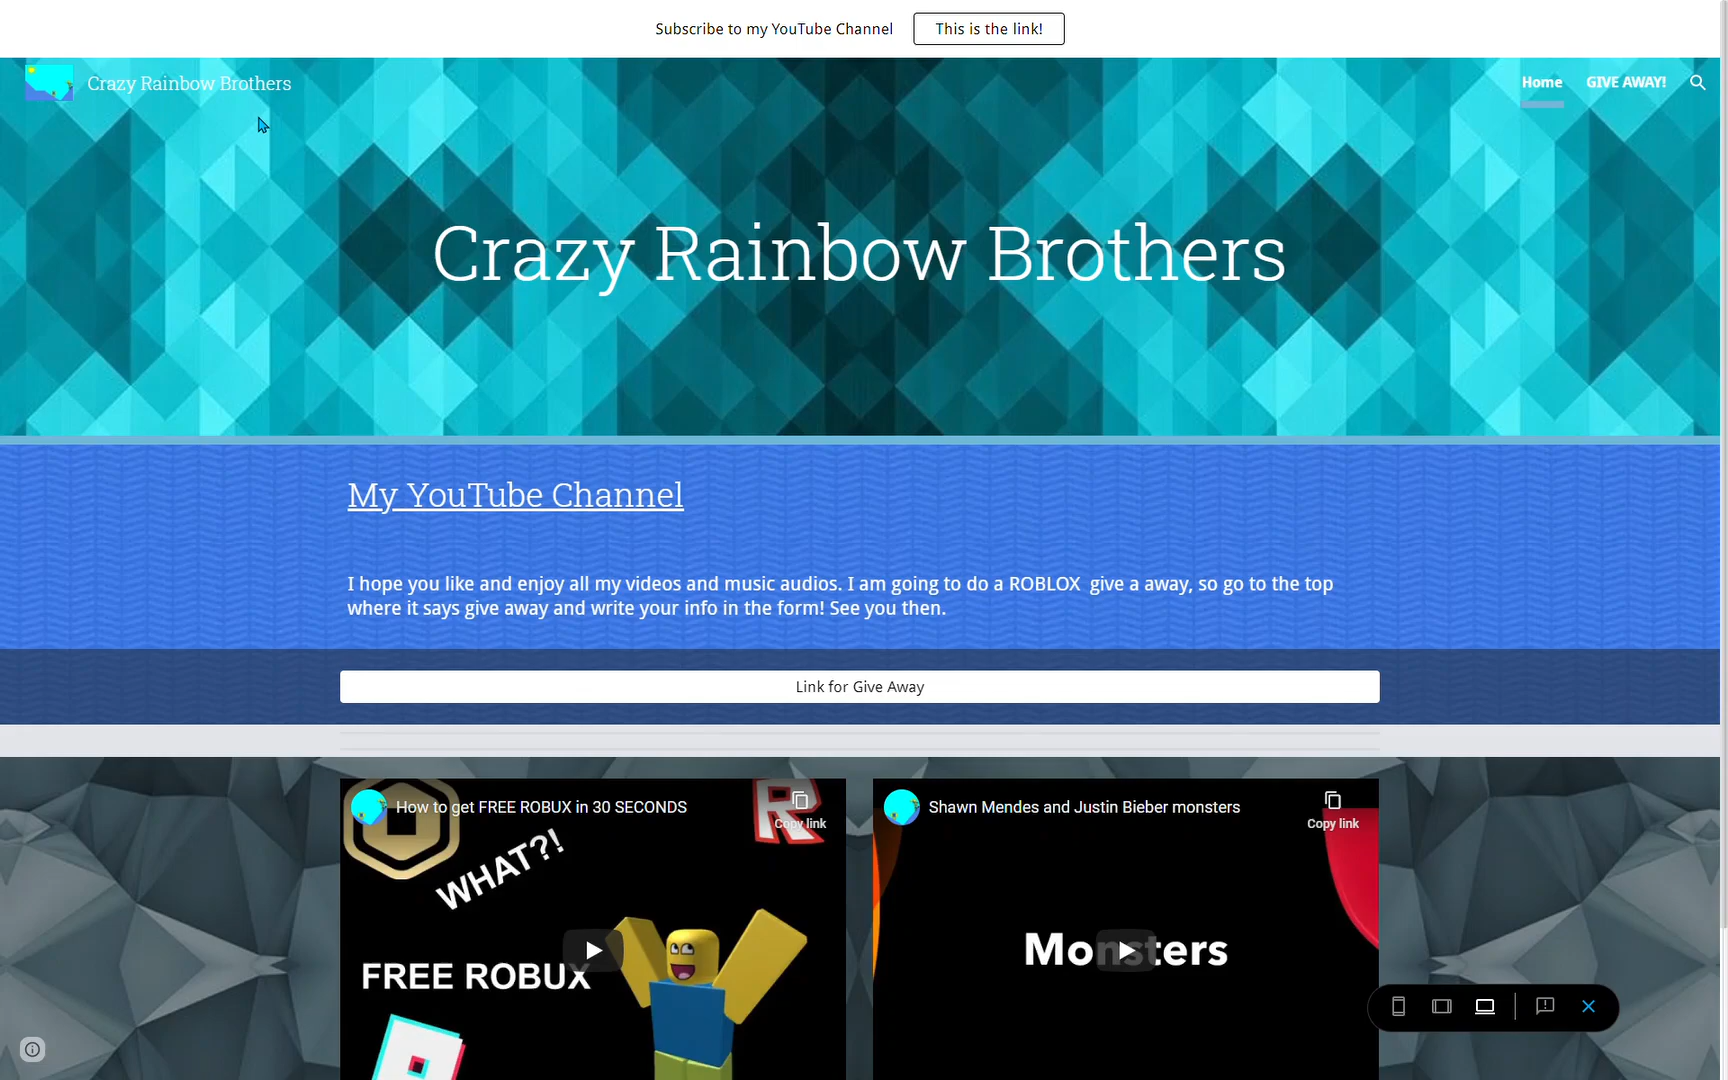 Subscribe to my YouTube Channel This is the link!
Crazy Rainbow Brothers Home GIVE AWAY!
Crazy Rainbow Brothers
My YouTube Channel
I hope you like and enjoy all my videos and music audios. I am going to do a ROBLOX  give a away, so go to the top
where it says give away and write your info in the form! See you then.
Link for Give Away
How to get FREE ROBUX in 30 SECONDS
Copy link
WHAT?!
FREE ROBUX
Shawn Mendes and Justin Bieber monsters
Copy link
Monsters